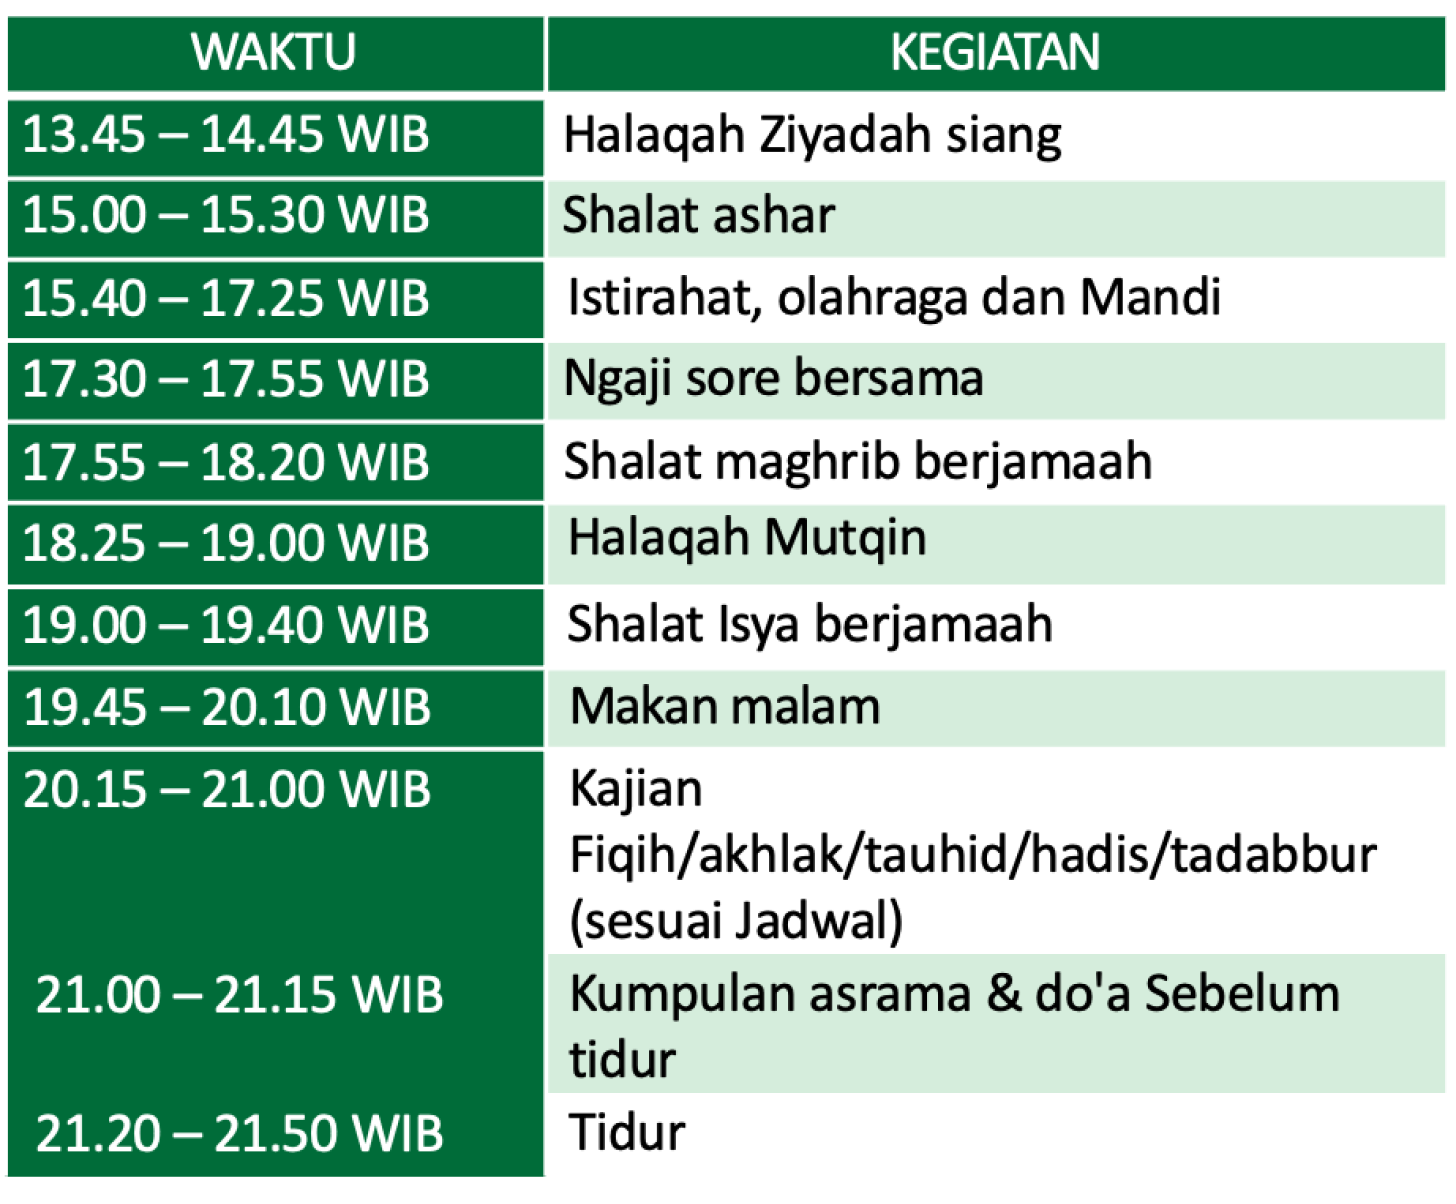 WAKTU KEGIATAN
13.45 – 14.45 WIB Halaqah Ziyadah siang
15.00 – 15.30 WIB Shalat ashar
15.40 – 17.25 WIB Istirahat, olahraga dan Mandi
17.30 – 17.55 WIB Ngaji sore bersama
17.55 – 18.20 WIB Shalat maghrib berjamaah
18.25 – 19.00 WIB Halaqah Mutqin
19.00 – 19.40 WIB Shalat Isya berjamaah
19.45 – 20.10 WIB Makan malam
20.15 – 21.00 WIB Kajian
Fiqih/akhlak/tauhid/hadis/tadabbur
(sesuai Jadwal)
21.00 – 21.15 WIB Kumpulan asrama & do'a Sebelum
tidur
21.20 – 21.50 WIB Tidur